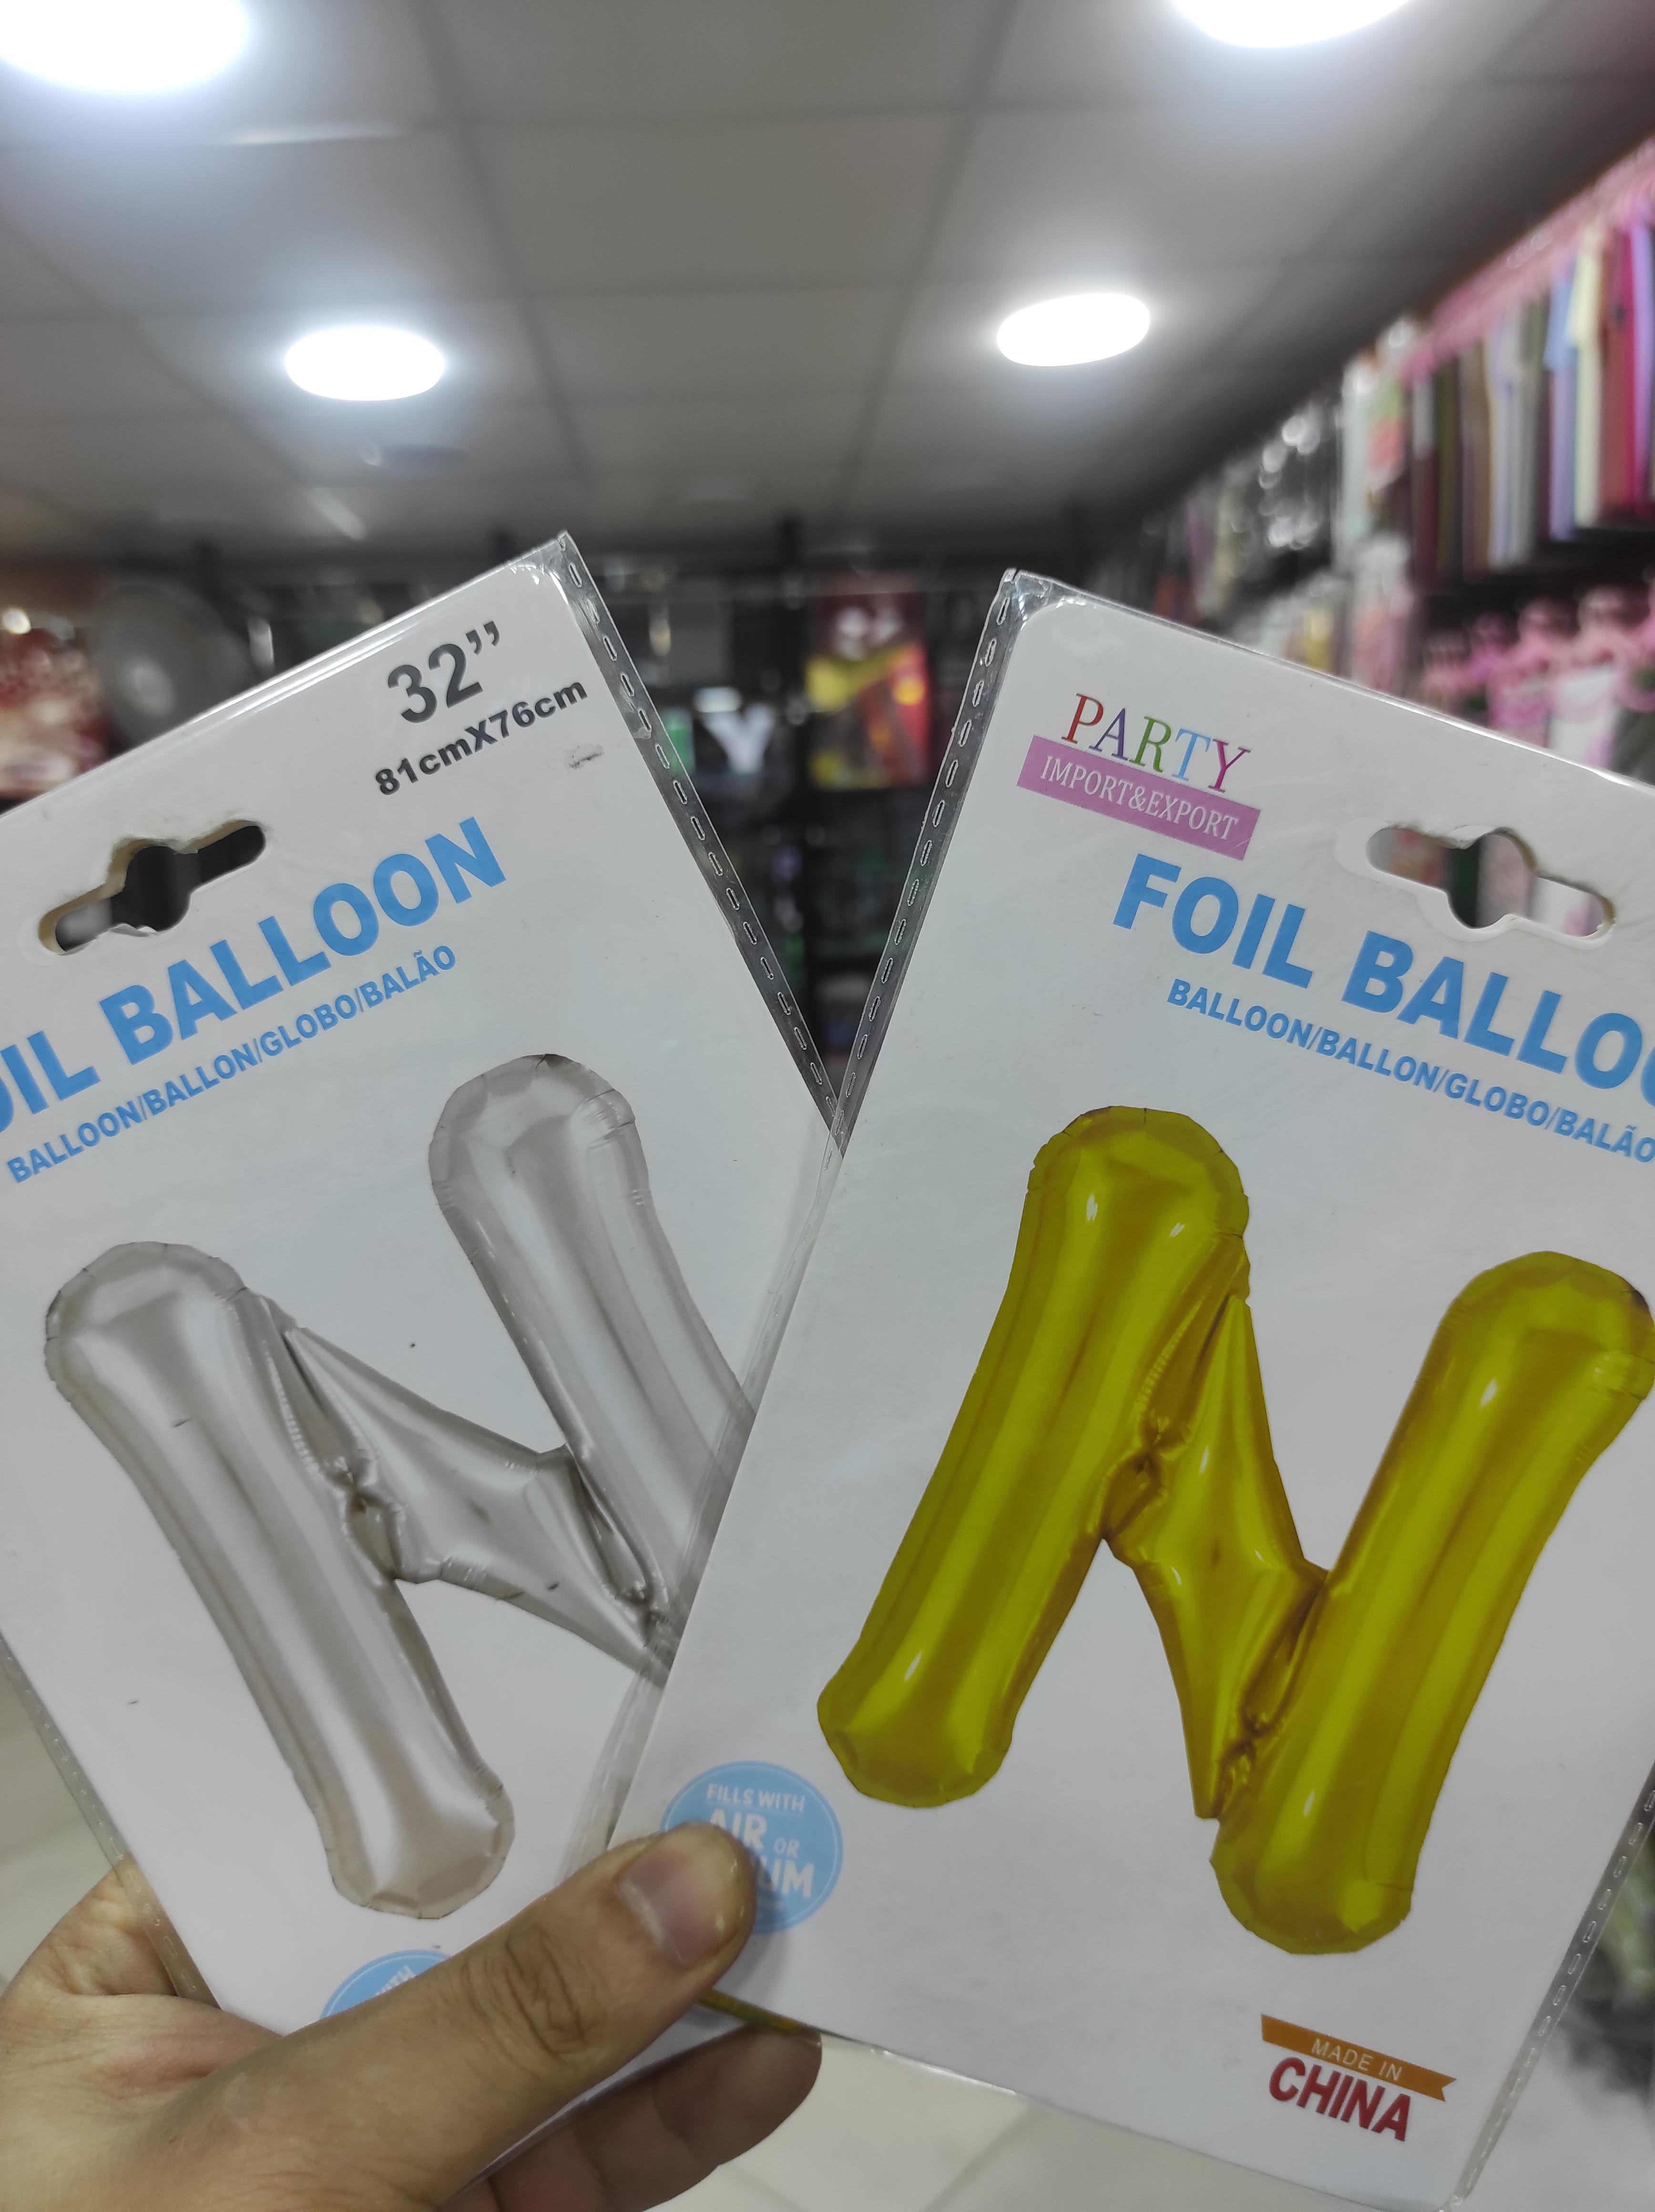 32”
81cmX76cm
OIL BALLOON
BALLOON/BALLON/GLOBO/BALÃO
PARTY
IMPORT&EXPORT
FOIL BALLOO
BALLOON/BALLON/GLOBO/BALÃO
FILLS WITH
AIR OR
MADE IN
CHINA